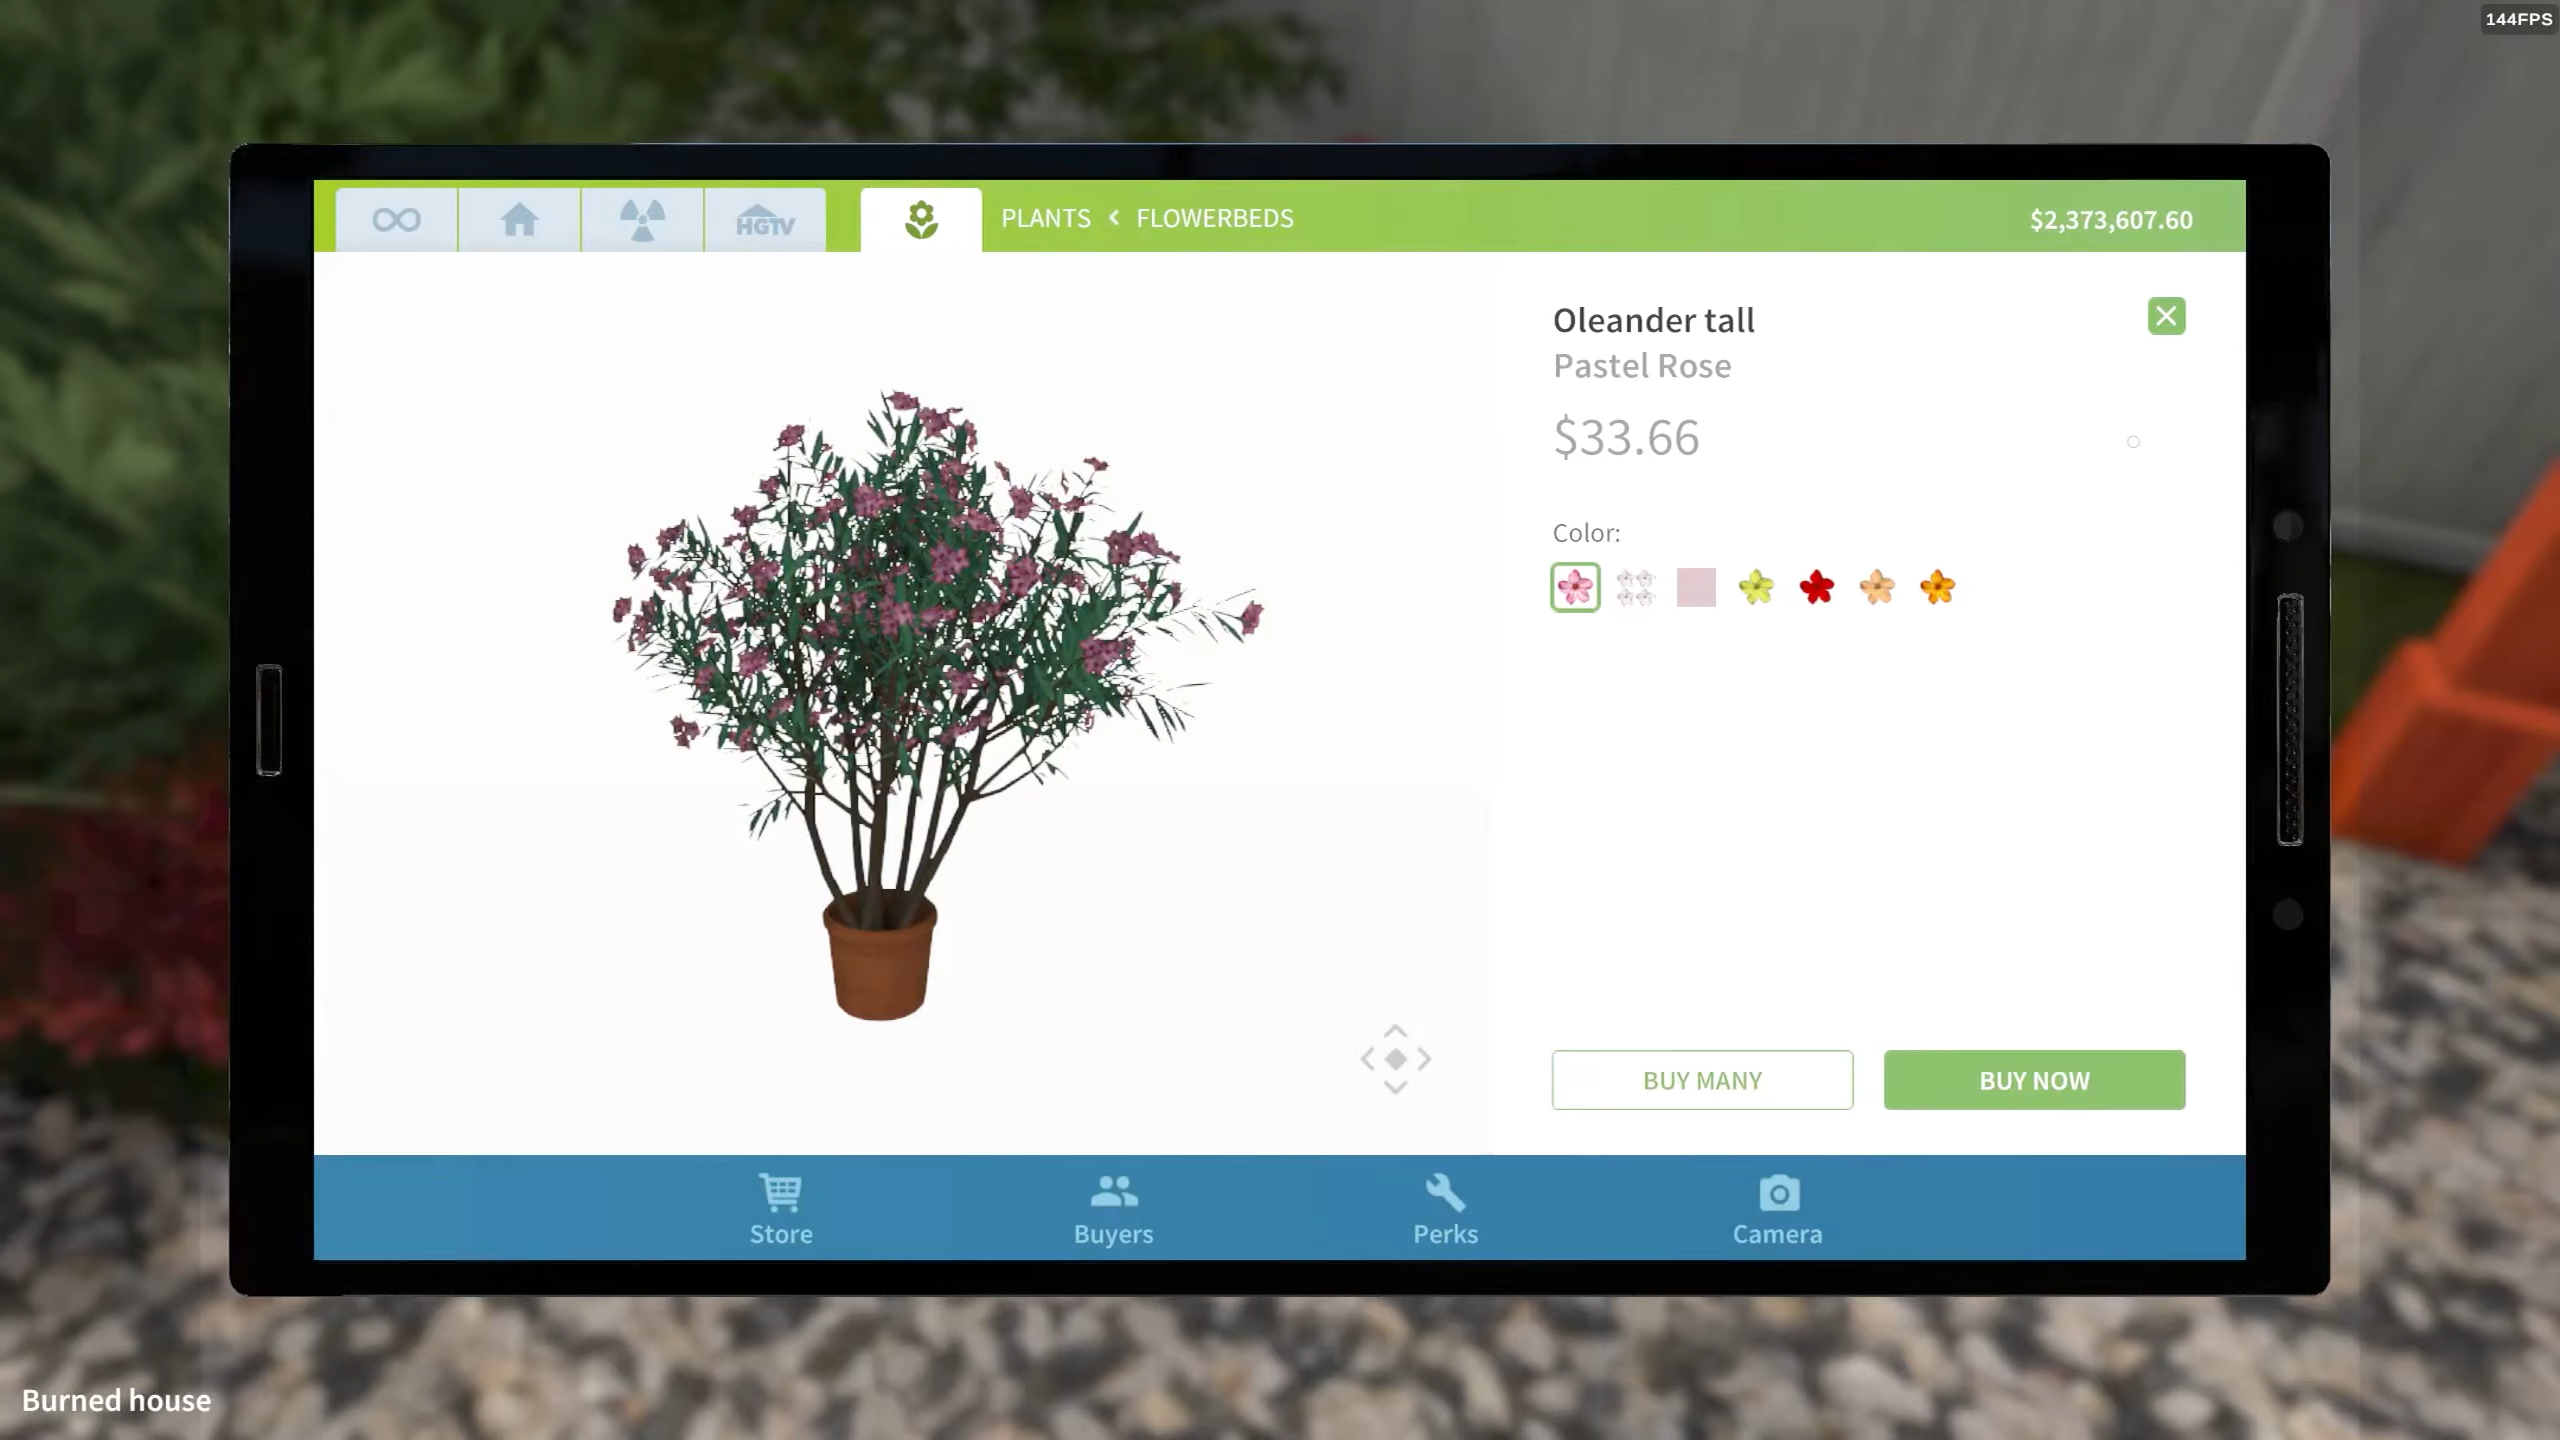 144FPS
HGTV
PLANTS < FLOWERBEDS
$2,373,607.60
Oleander tall
Pastel Rose
$33.66
Color:
BUY MANY
BUY NOW
Store
Buyers
Perks
Camera
Burned house